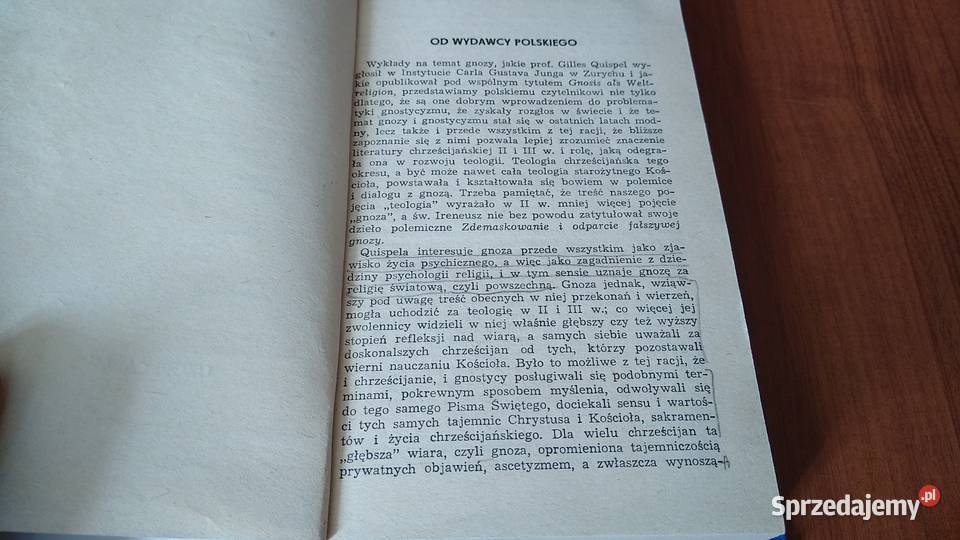 OD WYDAWCY POLSKIEGO
Wykłady na temat gnozy, jakie prof. Gilles Quispel wy-
głosił w Instytucie Carla Gustava Junga w Zurychu i ja-
kie opublikował pod wspólnym tytułem Gnosis als Welt-
religion, przedstawiamy polskiemu czytelnikowi nie tylko
dlatego, że są one dobrym wprowadzeniem do problema-
tyki gnostycyzmu, że zyskały rozgłos w świecie i że te-
mat gnozy i gnostycyzmu stał się w ostatnich latach mod-
ny, lecz także i przede wszystkim z tej racji, że bliższe
zapoznanie się z nimi pozwala lepiej zrozumieć znaczenie
literatury chrześcijańskiej II i III w. i rolę, jaką odegra-
ła ona w rozwoju teologii. Teologia chrześcijańska tego
okresu, a być może nawet cała teologia starożytnego Koś-
cioła, powstawała i kształtowała się bowiem w polemice
i dialogu z gnozą. Trzeba pamiętać, że treść naszego po-
jęcia „teologia" wyrażało w II w. mniej więcej pojęcie
„gnoza", a św. Ireneusz nie bez powodu zatytułował swoje
dzieło polemiczne Zdemaskowanie i odparcie fałszywej
gnozy.
Quispela interesuje gnoza przede wszystkim jako zja-
wisko życia psychicznego, a więc jako zagadnienie z dzie-
dziny psychologii religii, i w tym sensie uznaje gnozę za
religię światową, czyli powszechną. Gnoza jednak, wziąw-
szy pod uwagę treść obecnych w niej przekonań i wierzeń,
mogła uchodzić za teologię w II i III w.; co więcej jej
zwolennicy widzieli w niej właśnie głębszy czy też wyższy
stopień refleksji nad wiarą, a samych siebie uważali za
doskonalszych chrześcijan od tych, którzy pozostawali
wierni nauczaniu Kościoła. Było to możliwe z tej racji, że
i chrześcijanie, i gnostycy posługiwali się podobnymi ter-
minami, pokrewnym sposobem myślenia, odwoływali się
do tego samego Pisma Świętego, dociekali sensu i wartoś-
ci tych samych tajemnic Chrystusa i Kościoła, sakramen-
tów i życia chrześcijańskiego. Dla wielu chrześcijan ta
„głębsza" wiara, czyli gnoza, opromieniona tajemniczością
prywatnych objawień, ascetyzmem, a zwłaszcza wynoszą-
Sprzedajemy.pl